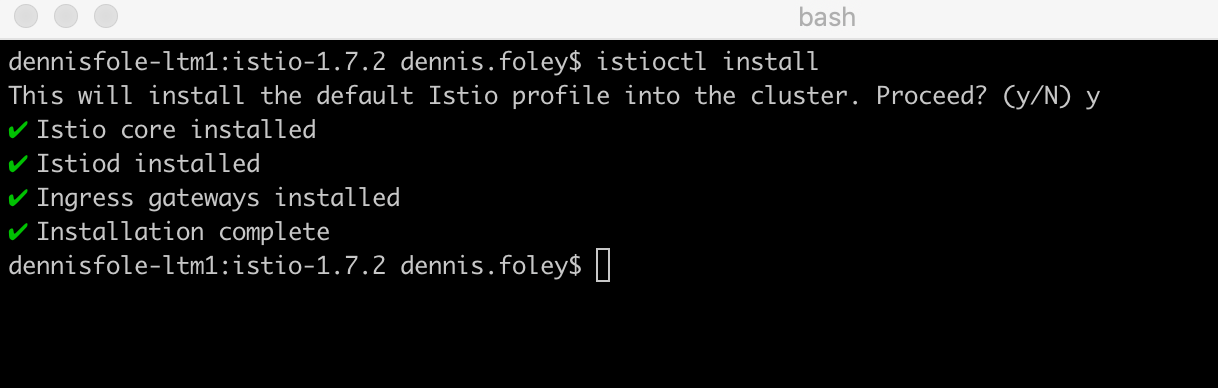 bash
dennisfole-ltm1:istio-1.7.2 dennis.foley$ istioctl install
This will install the default Istio profile into the cluster. Proceed? (y/N) y
✔ Istio core installed
✔ Istiod installed
✔ Ingress gateways installed
✔ Installation complete
dennisfole-ltm1:istio-1.7.2 dennis.foley$